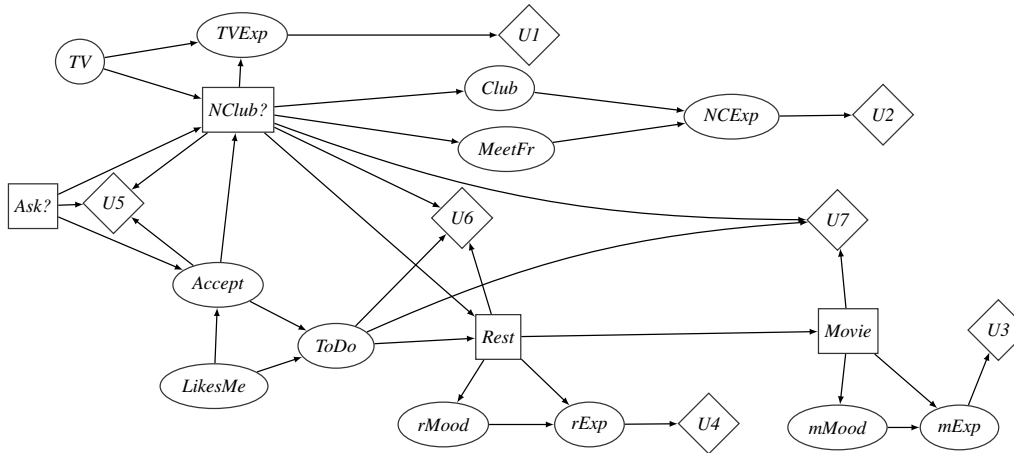 TVExp
U1
TV
Club
NClub?
NCExp
U2
MeetFr
Ask?
U5
U6
U7
Accept
Rest
Movie
U3
ToDo
LikesMe
rMood
rExp
U4
mMood
mExp